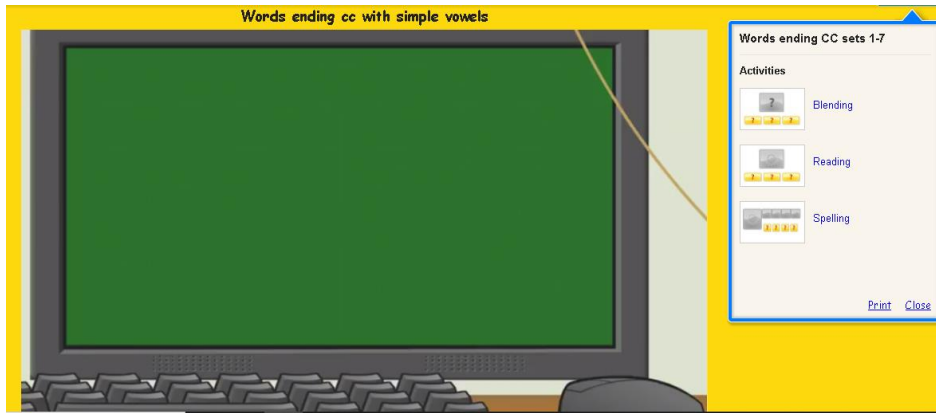 Words ending cc with simple vowels
Words ending CC sets 1-7
Activities
Blending
Reading
Spelling
Print Close